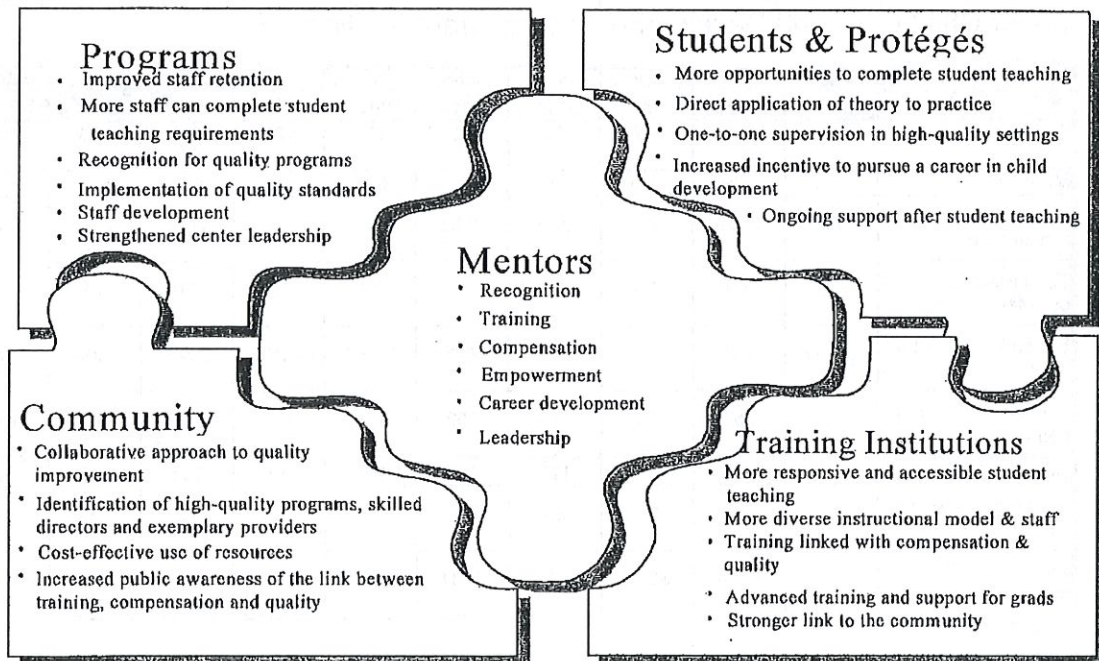 Programs
• Improved staff retention
• More staff can complete student
teaching requirements
• Recognition for quality programs
• Implementation of quality standards
• Staff development
• Strengthened center leadership
Students & Protégés
• More opportunities to complete student teaching
• Direct application of theory to practice
• One-to-one supervision in high-quality settings
• Increased incentive to pursue a career in child
development
• Ongoing support after student teaching
Mentors
• Recognition
• Training
• Compensation
• Empowerment
• Career development
• Leadership
Community
• Collaborative approach to quality
improvement
• Identification of high-quality programs, skilled
directors and exemplary providers
• Cost-effective use of resources
• Increased public awareness of the link between
training, compensation and quality
Training Institutions
• More responsive and accessible student
teaching
• More diverse instructional model & staff
• Training linked with compensation &
quality
• Advanced training and support for grads
• Stronger link to the community